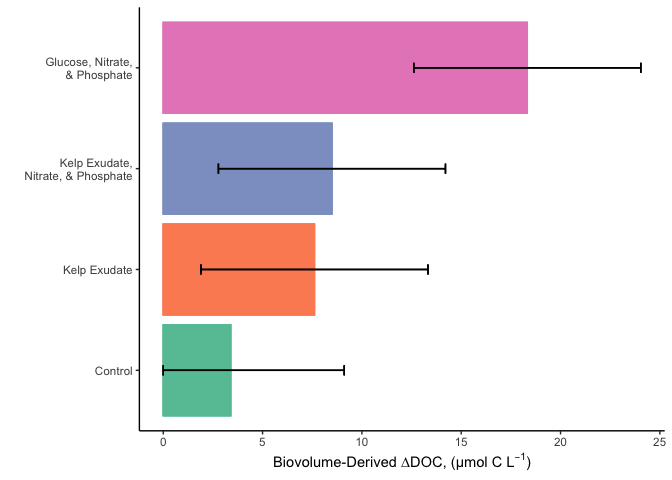 Glucose, Nitrate,
& Phosphate
Kelp Exudate,
Nitrate, & Phosphate
Kelp Exudate
Control
0 5 10 15 20 25
Biovolume-Derived ΔDOC, (μmol C L⁻¹)